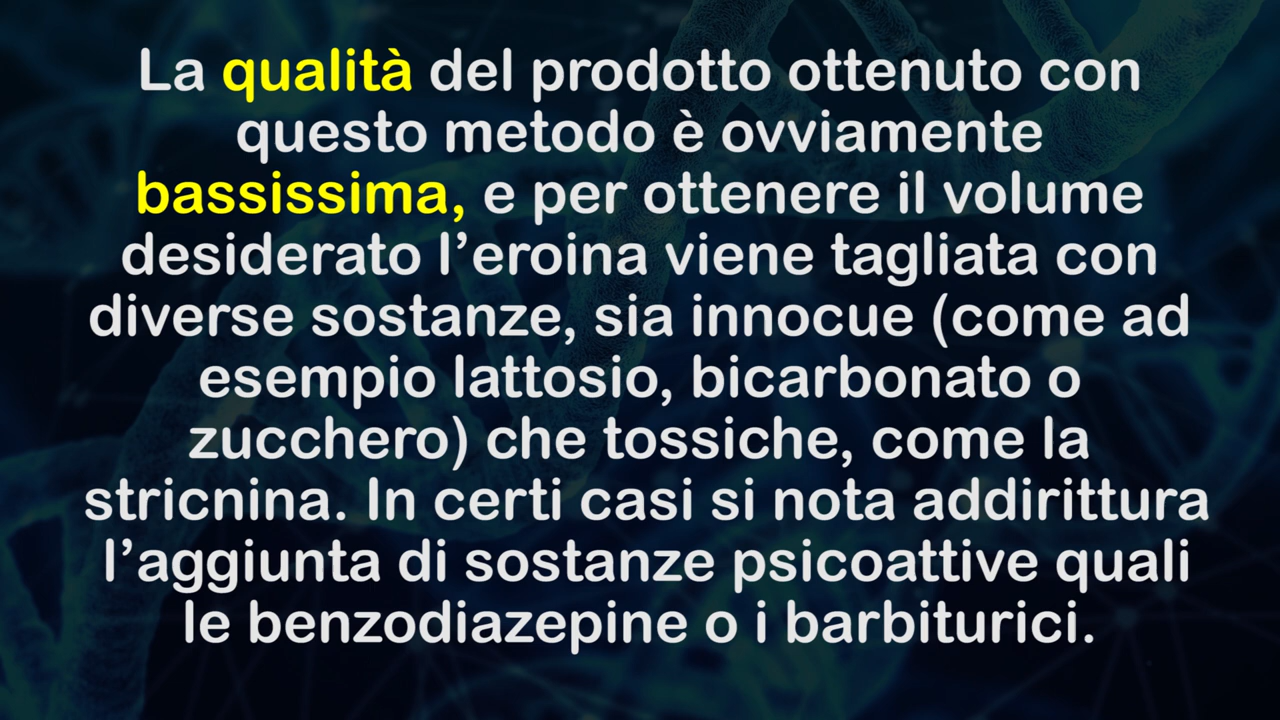 La qualità del prodotto ottenuto con
questo metodo è ovviamente
bassissima, e per ottenere il volume
desiderato l’eroina viene tagliata con
diverse sostanze, sia innocue (come ad
esempio lattosio, bicarbonato o
zucchero) che tossiche, come la
stricnina. In certi casi si nota addirittura
l’aggiunta di sostanze psicoattive quali
le benzodiazepine o i barbiturici.